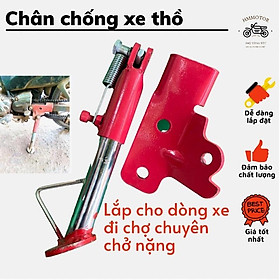 Chân chống xe thồ
HMMOTOR
Dễ dàng
lắp đặt
Đảm bảo
chất lượng
BEST
PRICE
Giá tốt
nhất
Lắp cho dòng xe
đi chợ chuyên
chở nặng